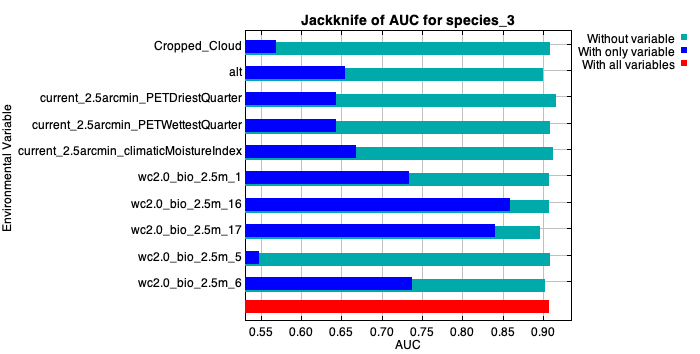 Jackknife of AUC for species_3
Without variable
With only variable
With all variables
Environmental Variable
Cropped_Cloud
alt
current_2.5arcmin_PETDriestQuarter
current_2.5arcmin_PETWettestQuarter
current_2.5arcmin_climaticMoistureIndex
wc2.0_bio_2.5m_1
wc2.0_bio_2.5m_16
wc2.0_bio_2.5m_17
wc2.0_bio_2.5m_5
wc2.0_bio_2.5m_6
0.55 0.60 0.65 0.70 0.75 0.80 0.85 0.90
AUC